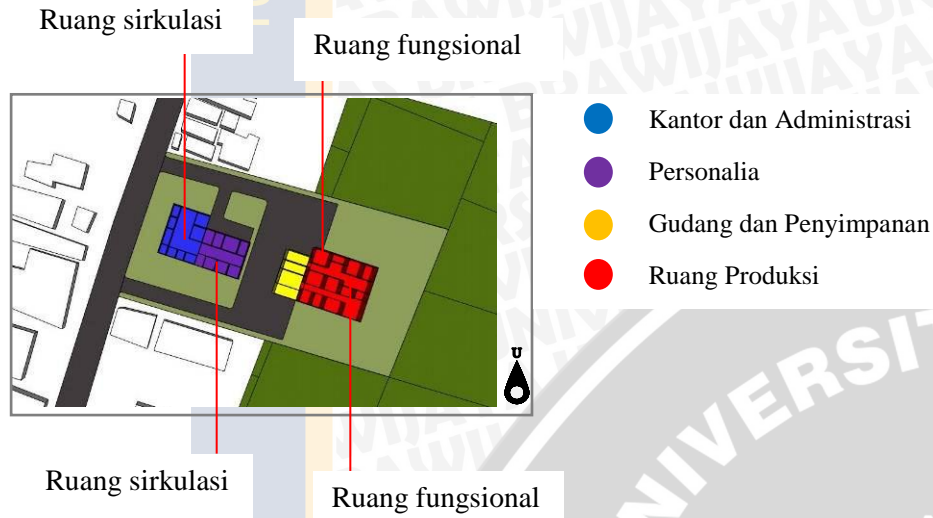 Ruang sirkulasi
Ruang fungsional
Kantor dan Administrasi
Personalia
Gudang dan Penyimpanan
Ruang Produksi
U
Ruang sirkulasi
Ruang fungsional